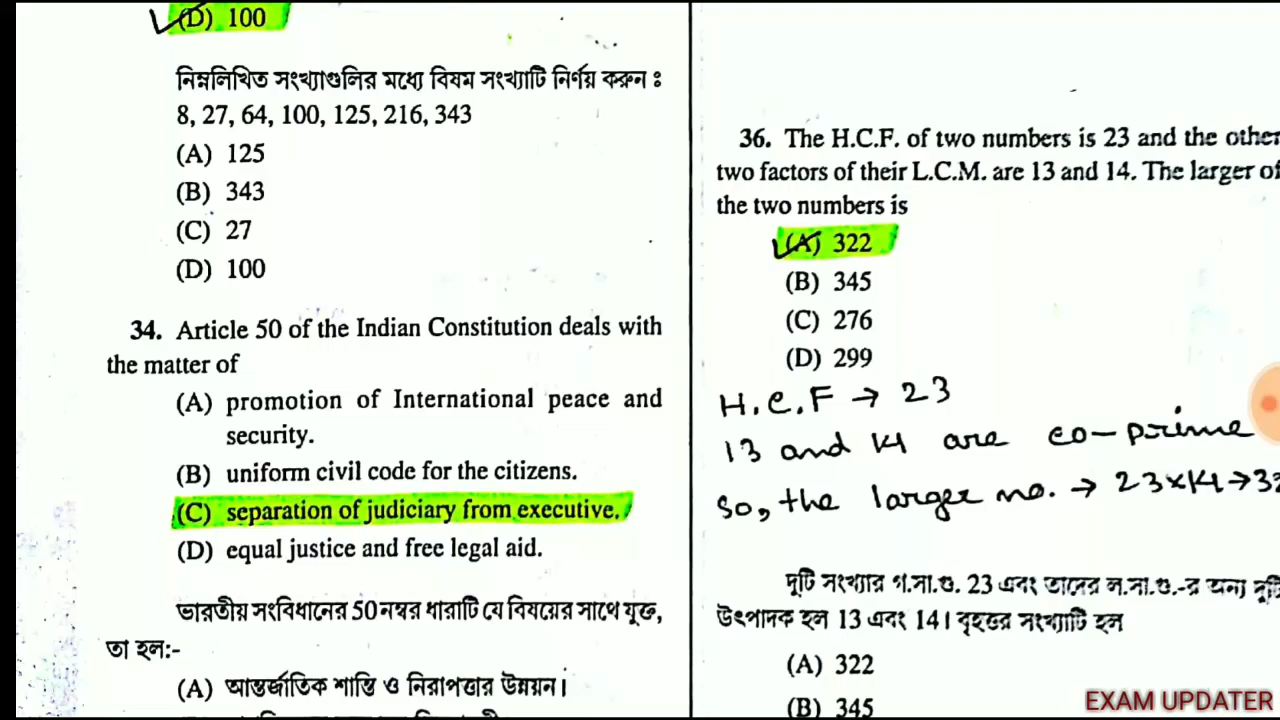 (D) 100
নিম্নলিখিত সংখ্যাগুলির মধ্যে বিষম সংখ্যাটি নির্ণয় করুন ঃ
8, 27, 64, 100, 125, 216, 343
(A) 125
(B) 343
(C) 27
(D) 100
34. Article 50 of the Indian Constitution deals with
the matter of
(A) promotion of International peace and
security.
(B) uniform civil code for the citizens.
(C) separation of judiciary from executive.
(D) equal justice and free legal aid.
ভারতীয় সংবিধানের 50 নম্বর ধারাটি যে বিষয়ের সাথে যুক্ত,
তা হল:-
(A) আন্তর্জাতিক শান্তি ও নিরাপত্তার উন্নয়ন।
36. The H.C.F. of two numbers is 23 and the other
two factors of their L.C.M. are 13 and 14. The larger of
the two numbers is
(A) 322
(B) 345
(C) 276
(D) 299
H.C.F → 23
13 and 14 are co-prime
so, the larger no. → 23×14→
দুটি সংখ্যার গ.সা.গু. 23 এবং তাদের ল.সা.গু.-র অন্য
উৎপাদক হল 13 এবং 14। বৃহত্তর সংখ্যাটি হল
(A) 322
(B) 345
EXAM UPDATER